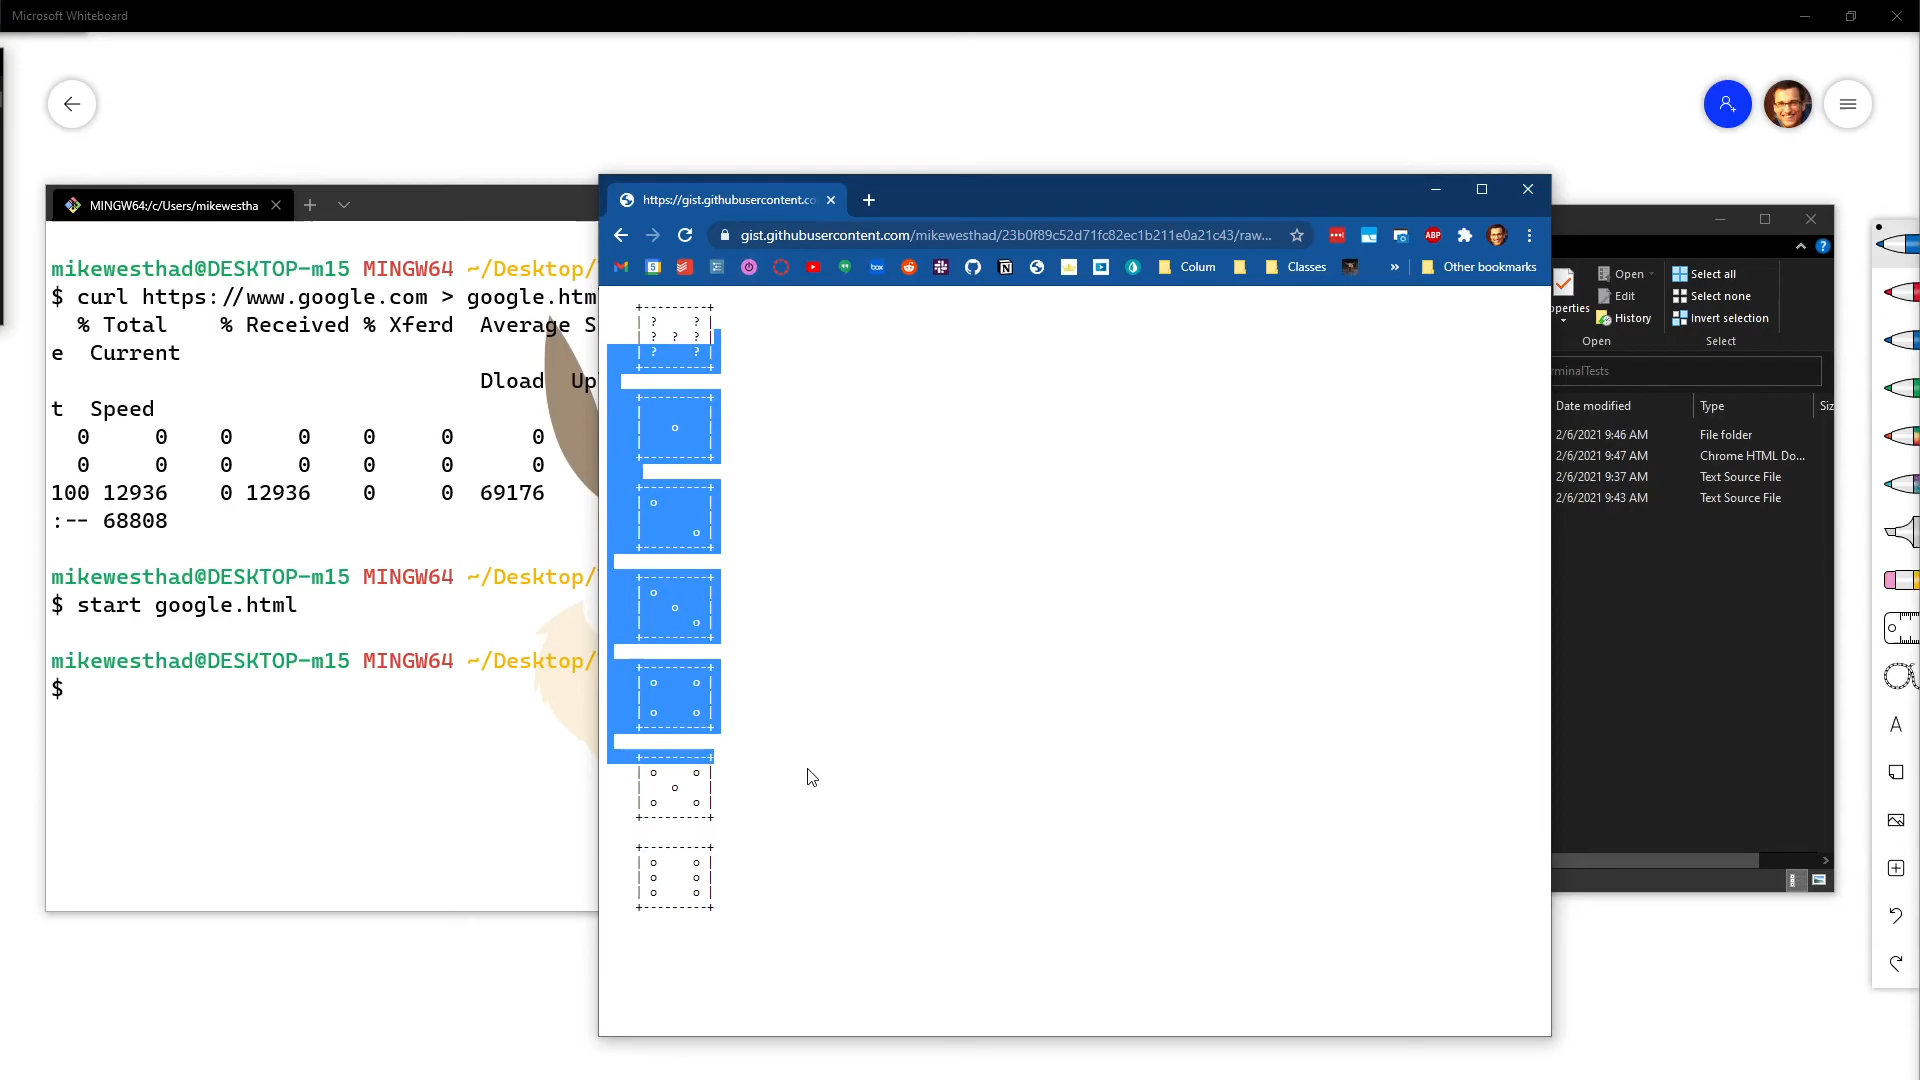 Microsoft Whiteboard
MINGW64:/c/Users/mikewestha
mikewesthad@DESKTOP-m15 MINGW64 ~/Desktop/
$ curl https://www.google.com > google.htm
% Total % Received % Xferd Average S
e Current
Dload Up
t Speed
0 0 0 0 0 0 0
0 0 0 0 0 0 0
100 12936 0 12936 0 0 69176
:-- 68808
mikewesthad@DESKTOP-m15 MINGW64 ~/Desktop/
$ start google.html
mikewesthad@DESKTOP-m15 MINGW64 ~/Desktop/
$
https://gist.githubusercontent.co
gist.githubusercontent.com/mikewesthad/23b0f89c52d71fc82ec1b211e0a21c43/raw...
ABP
5
box
Colum
Classes
»
Other bookmarks
+---------+
| ?     ? |
| ?  ?  ? |
| ?     ? |
+---------+
+---------+
|         |
|    o    |
|         |
+---------+
+---------+
| o       |
|         |
|       o |
+---------+
+---------+
| o       |
|    o    |
|       o |
+---------+
+---------+
| o     o |
|         |
| o     o |
+---------+
+---------+
| o     o |
|    o    |
| o     o |
+---------+
+---------+
| o     o |
| o     o |
| o     o |
+---------+
operties
Open
Edit
History
Open
Select all
Select none
Invert selection
Select
rminalTests
Date modified Type Siz
2/6/2021 9:46 AM File folder
2/6/2021 9:47 AM Chrome HTML Do...
2/6/2021 9:37 AM Text Source File
2/6/2021 9:43 AM Text Source File
A